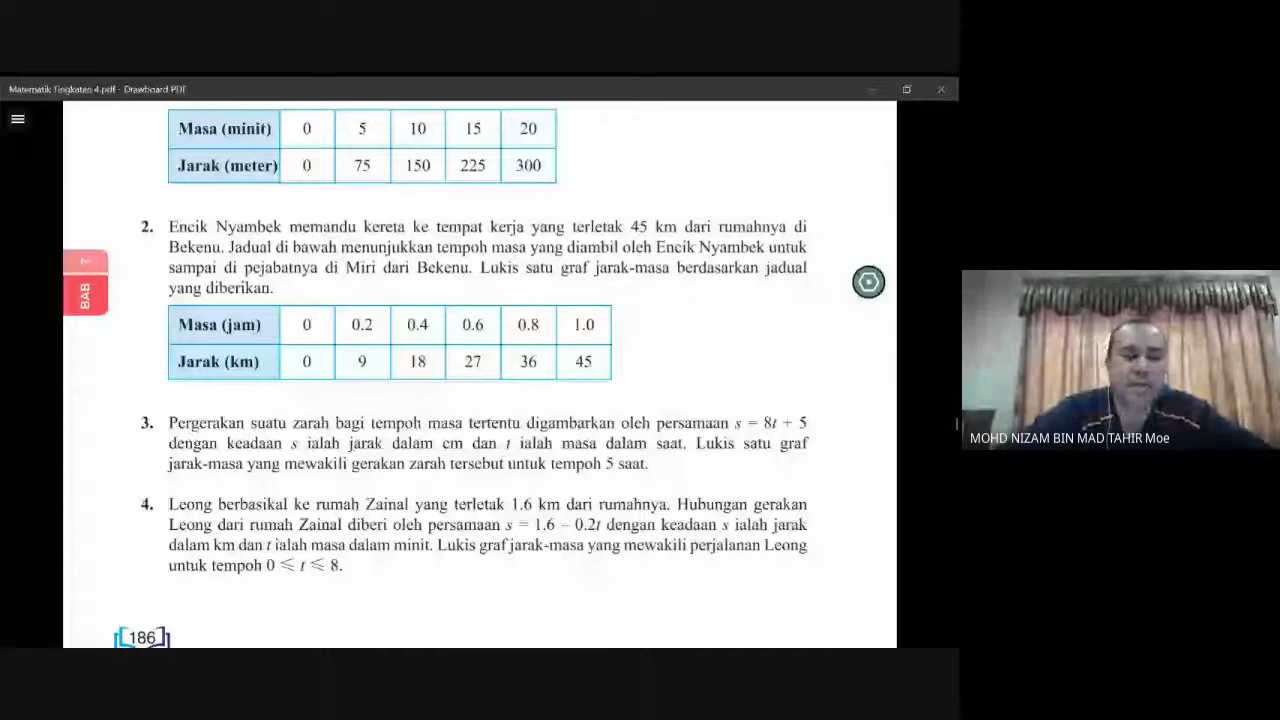 Matematik Tingkatan 4.pdf - Drawboard PDF
Masa (minit) 0 5 10 15 20
Jarak (meter) 0 75 150 225 300
2. Encik Nyambek memandu kereta ke tempat kerja yang terletak 45 km dari rumahnya di
Bekenu. Jadual di bawah menunjukkan tempoh masa yang diambil oleh Encik Nyambek untuk
sampai di pejabatnya di Miri dari Bekenu. Lukis satu graf jarak-masa berdasarkan jadual
yang diberikan.
BAB 7
Masa (jam) 0 0.2 0.4 0.6 0.8 1.0
Jarak (km) 0 9 18 27 36 45
3. Pergerakan suatu zarah bagi tempoh masa tertentu digambarkan oleh persamaan s = 8t + 5
dengan keadaan s ialah jarak dalam cm dan t ialah masa dalam saat. Lukis satu graf
jarak-masa yang mewakili gerakan zarah tersebut untuk tempoh 5 saat.
4. Leong berbasikal ke rumah Zainal yang terletak 1.6 km dari rumahnya. Hubungan gerakan
Leong dari rumah Zainal diberi oleh persamaan s = 1.6 – 0.2t dengan keadaan s ialah jarak
dalam km dan t ialah masa dalam minit. Lukis graf jarak-masa yang mewakili perjalanan Leong
untuk tempoh 0 ⩽ t ⩽ 8.
186
MOHD NIZAM BIN MAD TAHIR Moe